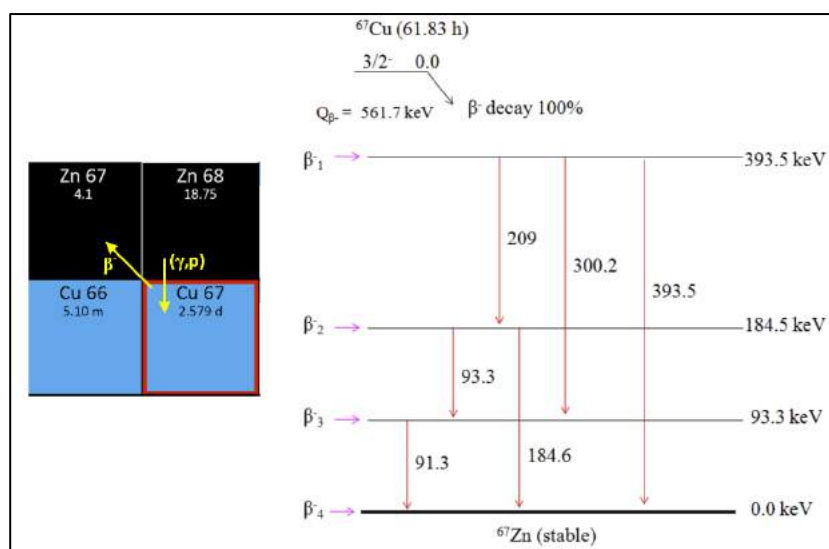 ⁶⁷Cu (61.83 h)
3/2⁻ 0.0
Qβ- = 561.7 keV
β⁻ decay 100%
Zn 67
4.1
Zn 68
18.75
β⁻
(γ,p)
Cu 66
5.10 m
Cu 67
2.579 d
β⁻₁
393.5 keV
209
300.2
393.5
β⁻₂
184.5 keV
93.3
β⁻₃
93.3 keV
91.3
184.6
β⁻₄
0.0 keV
⁶⁷Zn (stable)